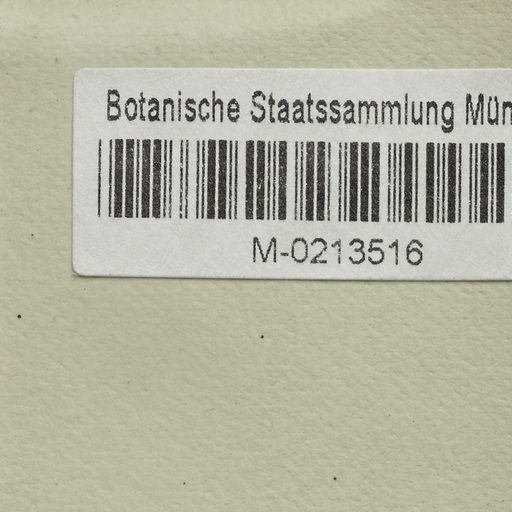 Botanische Staatssammlung Mün
M-0213516